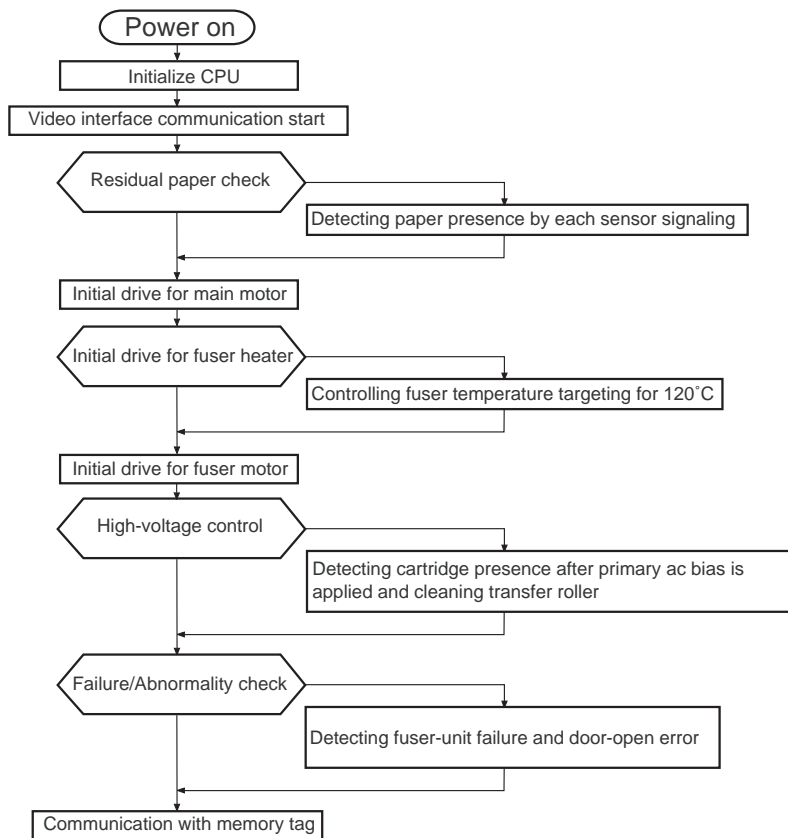 Power on
Initialize CPU
Video interface communication start
Residual paper check
Detecting paper presence by each sensor signaling
Initial drive for main motor
Initial drive for fuser heater
Controlling fuser temperature targeting for 120˚C
Initial drive for fuser motor
High-voltage control
Detecting cartridge presence after primary ac bias is
applied and cleaning transfer roller
Failure/Abnormality check
Detecting fuser-unit failure and door-open error
Communication with memory tag